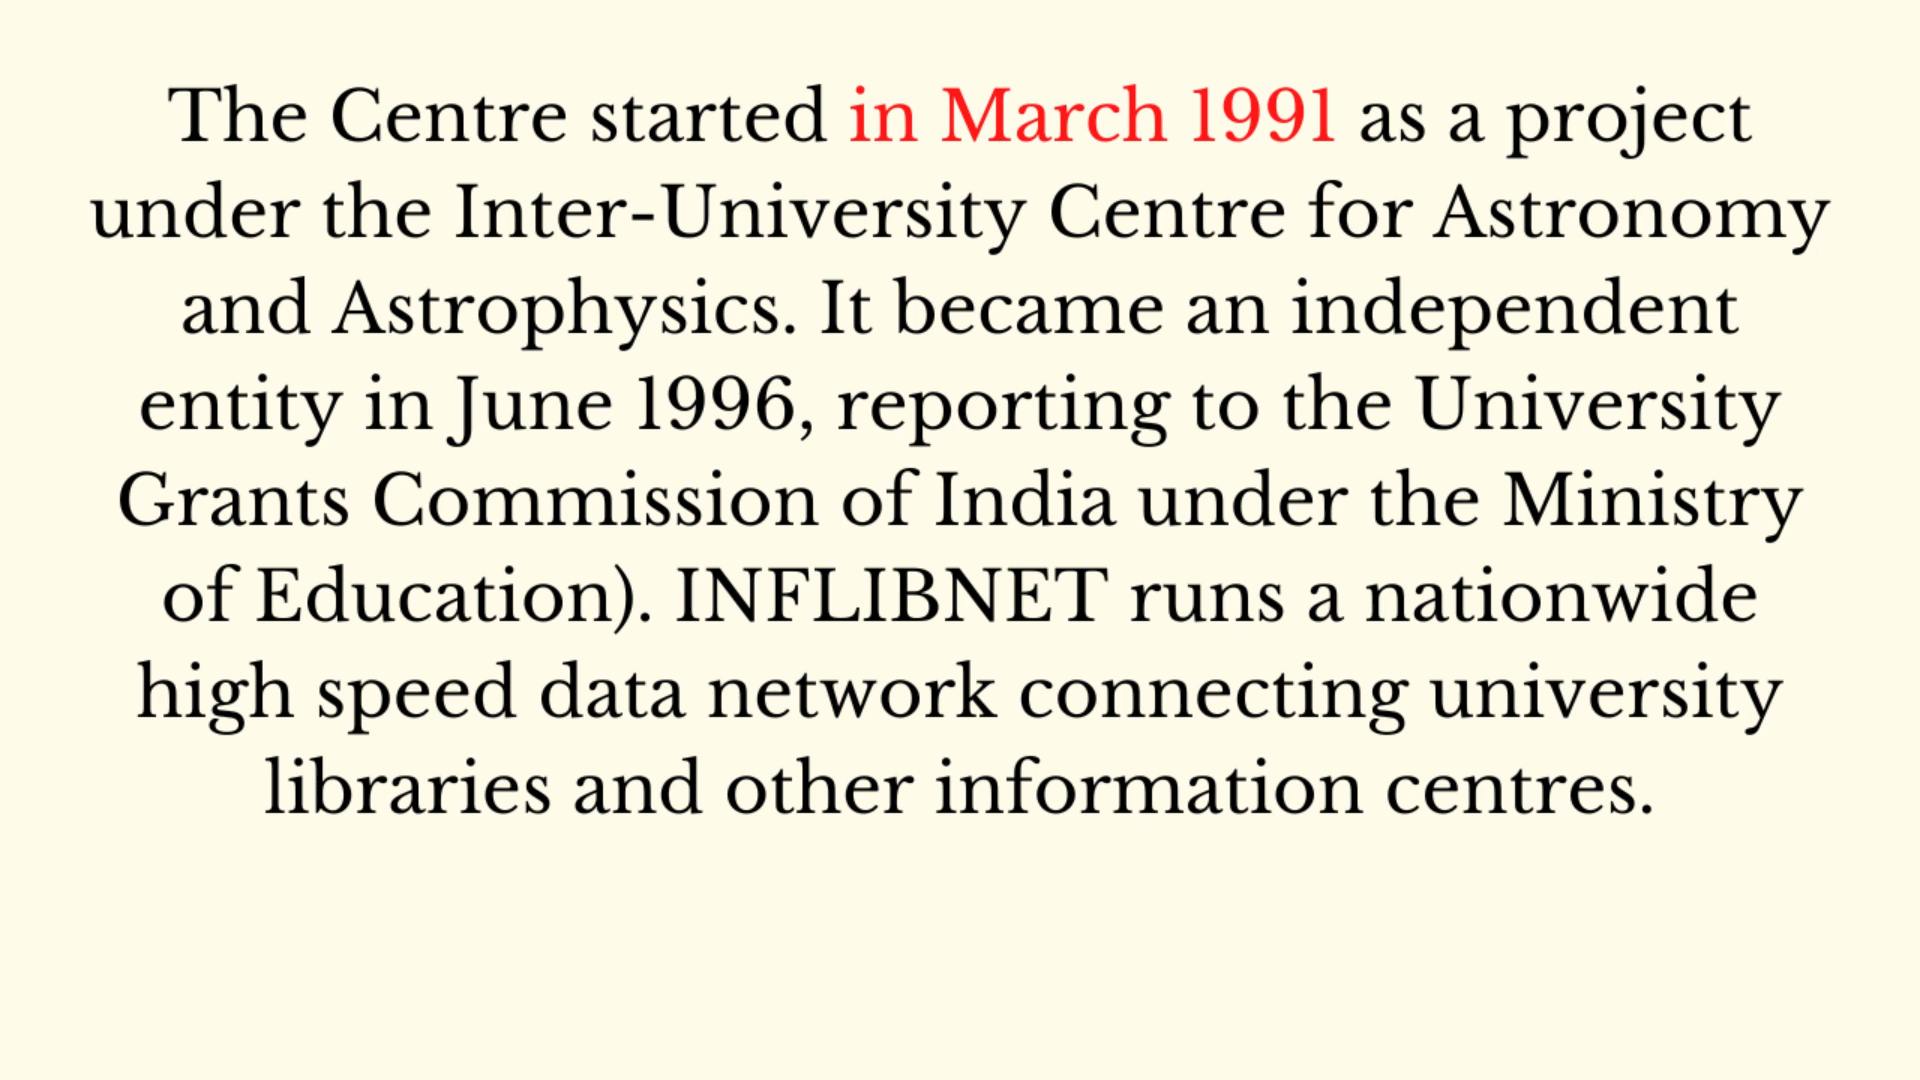 The Centre started in March 1991 as a project
under the Inter-University Centre for Astronomy
and Astrophysics. It became an independent
entity in June 1996, reporting to the University
Grants Commission of India under the Ministry
of Education). INFLIBNET runs a nationwide
high speed data network connecting university
libraries and other information centres.